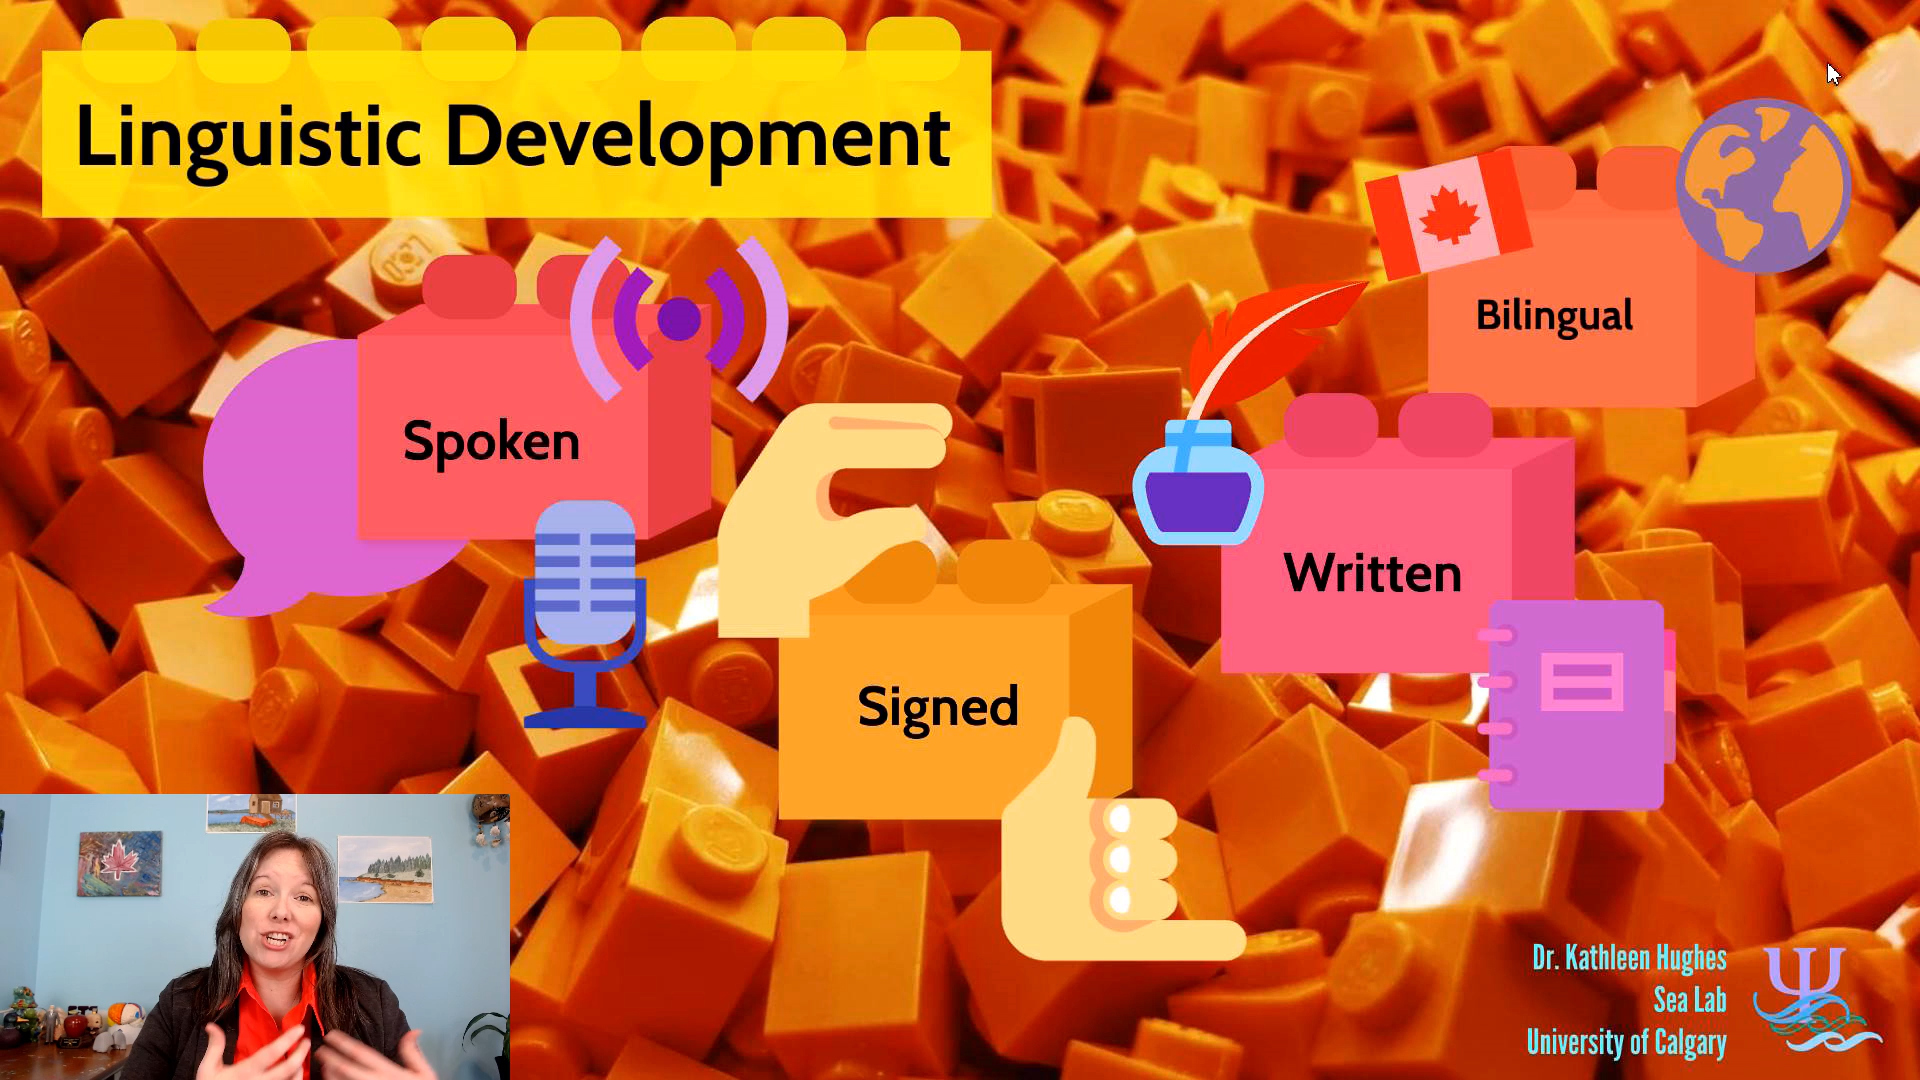 Linguistic Development
Bilingual
Spoken
Written
Signed
Dr. Kathleen Hughes
Sea Lab
University of Calgary